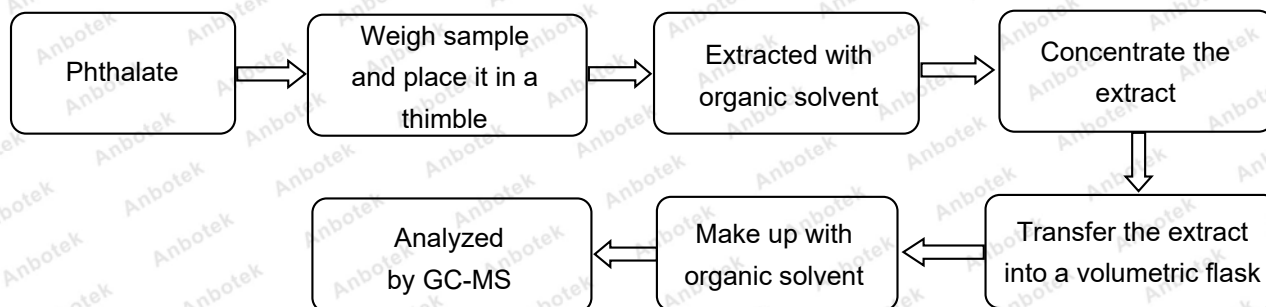 Phthalate
Weigh sample
and place it in a
thimble
Extracted with
organic solvent
Concentrate the
extract
Transfer the extract
into a volumetric flask
Make up with
organic solvent
Analyzed
by GC-MS
Anbotek